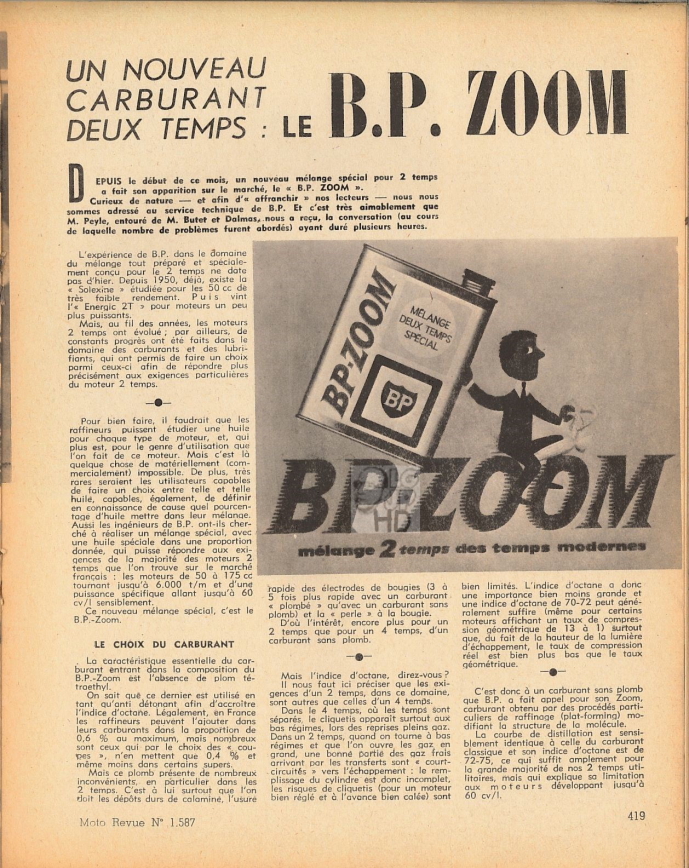 UN NOUVEAU
CARBURANT
DEUX TEMPS : LE B.P. ZOOM
DEPUIS le début de ce mois, un nouveau mélange spécial pour 2 temps
a fait son apparition sur le marché, le « B.P. ZOOM ».
Curieux de nature — et afin d'« affranchir » nos lecteurs — nous nous
sommes adressé au service technique de B.P. Et c'est très aimablement que
M. Peyle, entouré de M. Butet et Dalmas, nous a reçu, la conversation (au cours
de laquelle nombre de problèmes furent abordés) ayant duré plusieurs heures.
L'expérience de B.P. dans le domaine
du mélange tout préparé et spéciale-
ment conçu pour le 2 temps ne date
pas d'hier. Depuis 1950, déjà, existe la
« Solexine » étudiée pour les 50 cc de
très faible rendement. Puis vint
l'« Energic 2T » pour moteurs un peu
plus puissants.
Mais, au fil des années, les moteurs
2 temps ont évolué ; par ailleurs, de
constants progrès ont été faits dans le
domaine des carburants et des lubri-
fiants, qui ont permis de faire un choix
parmi ceux-ci afin de répondre plus
précisément aux exigences particulières
du moteur 2 temps.
Pour bien faire, il faudrait que les
raffineurs puissent étudier une huile
pour chaque type de moteur, et, qui
plus est, pour le genre d'utilisation que
l'on fait de ce moteur. Mais c'est là
quelque chose de matériellement (com-
mercialement) impossible. De plus, très
rares seraient les utilisateurs capables
de faire un choix entre telle et telle
huile, capables, également, de définir
en connaissance de cause quel pourcen-
tage d'huile mettre dans leur mélange.
Aussi les ingénieurs de B.P. ont-ils cher-
ché à réaliser un mélange spécial, avec
une huile spéciale dans une proportion
donnée, qui puisse répondre aux exi-
gences de la majorité des moteurs 2
temps que l'on trouve sur le marché
français : les moteurs de 50 à 175 cc
tournant jusqu'à 6.000 t/m et d'une
puissance spécifique allant jusqu'à 60
cv/l sensiblement.
Ce nouveau mélange spécial, c'est le
B.P.-Zoom.
LE CHOIX DU CARBURANT
La caractéristique essentielle du car-
burant entrant dans la composition du
B.P.-Zoom est l'absence de plom té-
traethyl.
On sait que ce dernier est utilisé en
tant qu'anti détonant afin d'accroître
l'indice d'octane. Légalement, en France
les raffineurs peuvent l'ajouter dans
leurs carburants dans la proportion de
0,6 % au maximum, mais nombreux
sont ceux qui par le choix des « cou-
pes », n'en mettent que 0,4 % et
même moins dans certains supers.
Mais ce plomb présente de nombreux
inconvénients, en particulier dans les
2 temps. C'est à lui surtout que l'on
doit les dépôts durs de calamine, l'usure
BP-ZOOM
MÉLANGE
DEUX TEMPS
SPÉCIAL
BP
BP-ZOOM
HD
mélange 2 temps des temps modernes
rapide des électrodes de bougies (3 à
5 fois plus rapide avec un carburant
« plombé » qu'avec un carburant sans
plomb) et la « perle » à la bougie.
D'où l'intérêt, encore plus pour un
2 temps que pour un 4 temps, d'un
carburant sans plomb.
Mais l'indice d'octane, direz-vous ?
Il nous faut ici préciser que les exi-
gences d'un 2 temps, dans ce domaine,
sont autres que celles d'un 4 temps.
Dans le 4 temps, où les temps sont
séparés, le cliquetis apparaît surtout aux
bas régimes, lors des reprises pleins gaz.
Dans un 2 temps, quand on tourne à bas
régimes et que l'on ouvre les gaz en
grand, une bonne partie des gaz frais
arrivant par les transferts sont « court-
circuités » vers l'échappement : le rem-
plissage du cylindre est donc incomplet,
les risques de cliquetis (pour un moteur
bien réglé et à l'avance bien calée) sont
bien limités. L'indice d'octane a donc
une importance bien moins grande et
une indice d'octane de 70-72 peut géné-
ralement suffire (même pour certains
moteurs affichant un taux de compres-
sion géométrique de 13 à 1) surtout
que, du fait de la hauteur de la lumière
d'échappement, le taux de compression
réel est bien plus bas que le taux
géométrique.
C'est donc à un carburant sans plomb
que B.P. a fait appel pour son Zoom,
carburant obtenu par des procédés parti-
culiers de raffinage (plat-forming) mo-
difiant la structure de la molécule.
La courbe de distillation est sensi-
blement identique à celle du carburant
classique et son indice d'octane est de
72-75, ce qui suffit amplement pour
la grande majorité de nos 2 temps uti-
litaires, mais qui explique sa limitation
aux moteurs développant jusqu'à
60 cv/l.
Moto Revue N° 1.587
419